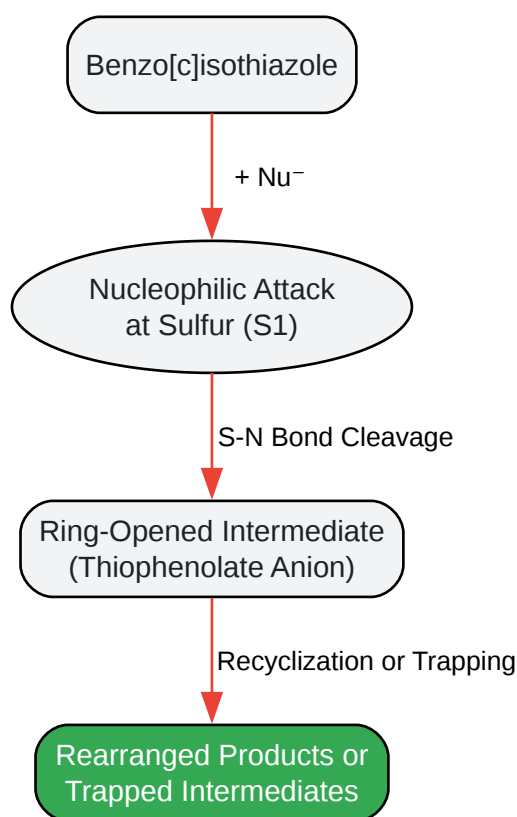 Benzo[c]isothiazole
+ Nu⁻
Nucleophilic Attack
at Sulfur (S1)
S-N Bond Cleavage
Ring-Opened Intermediate
(Thiophenolate Anion)
Recyclization or Trapping
Rearranged Products or
Trapped Intermediates